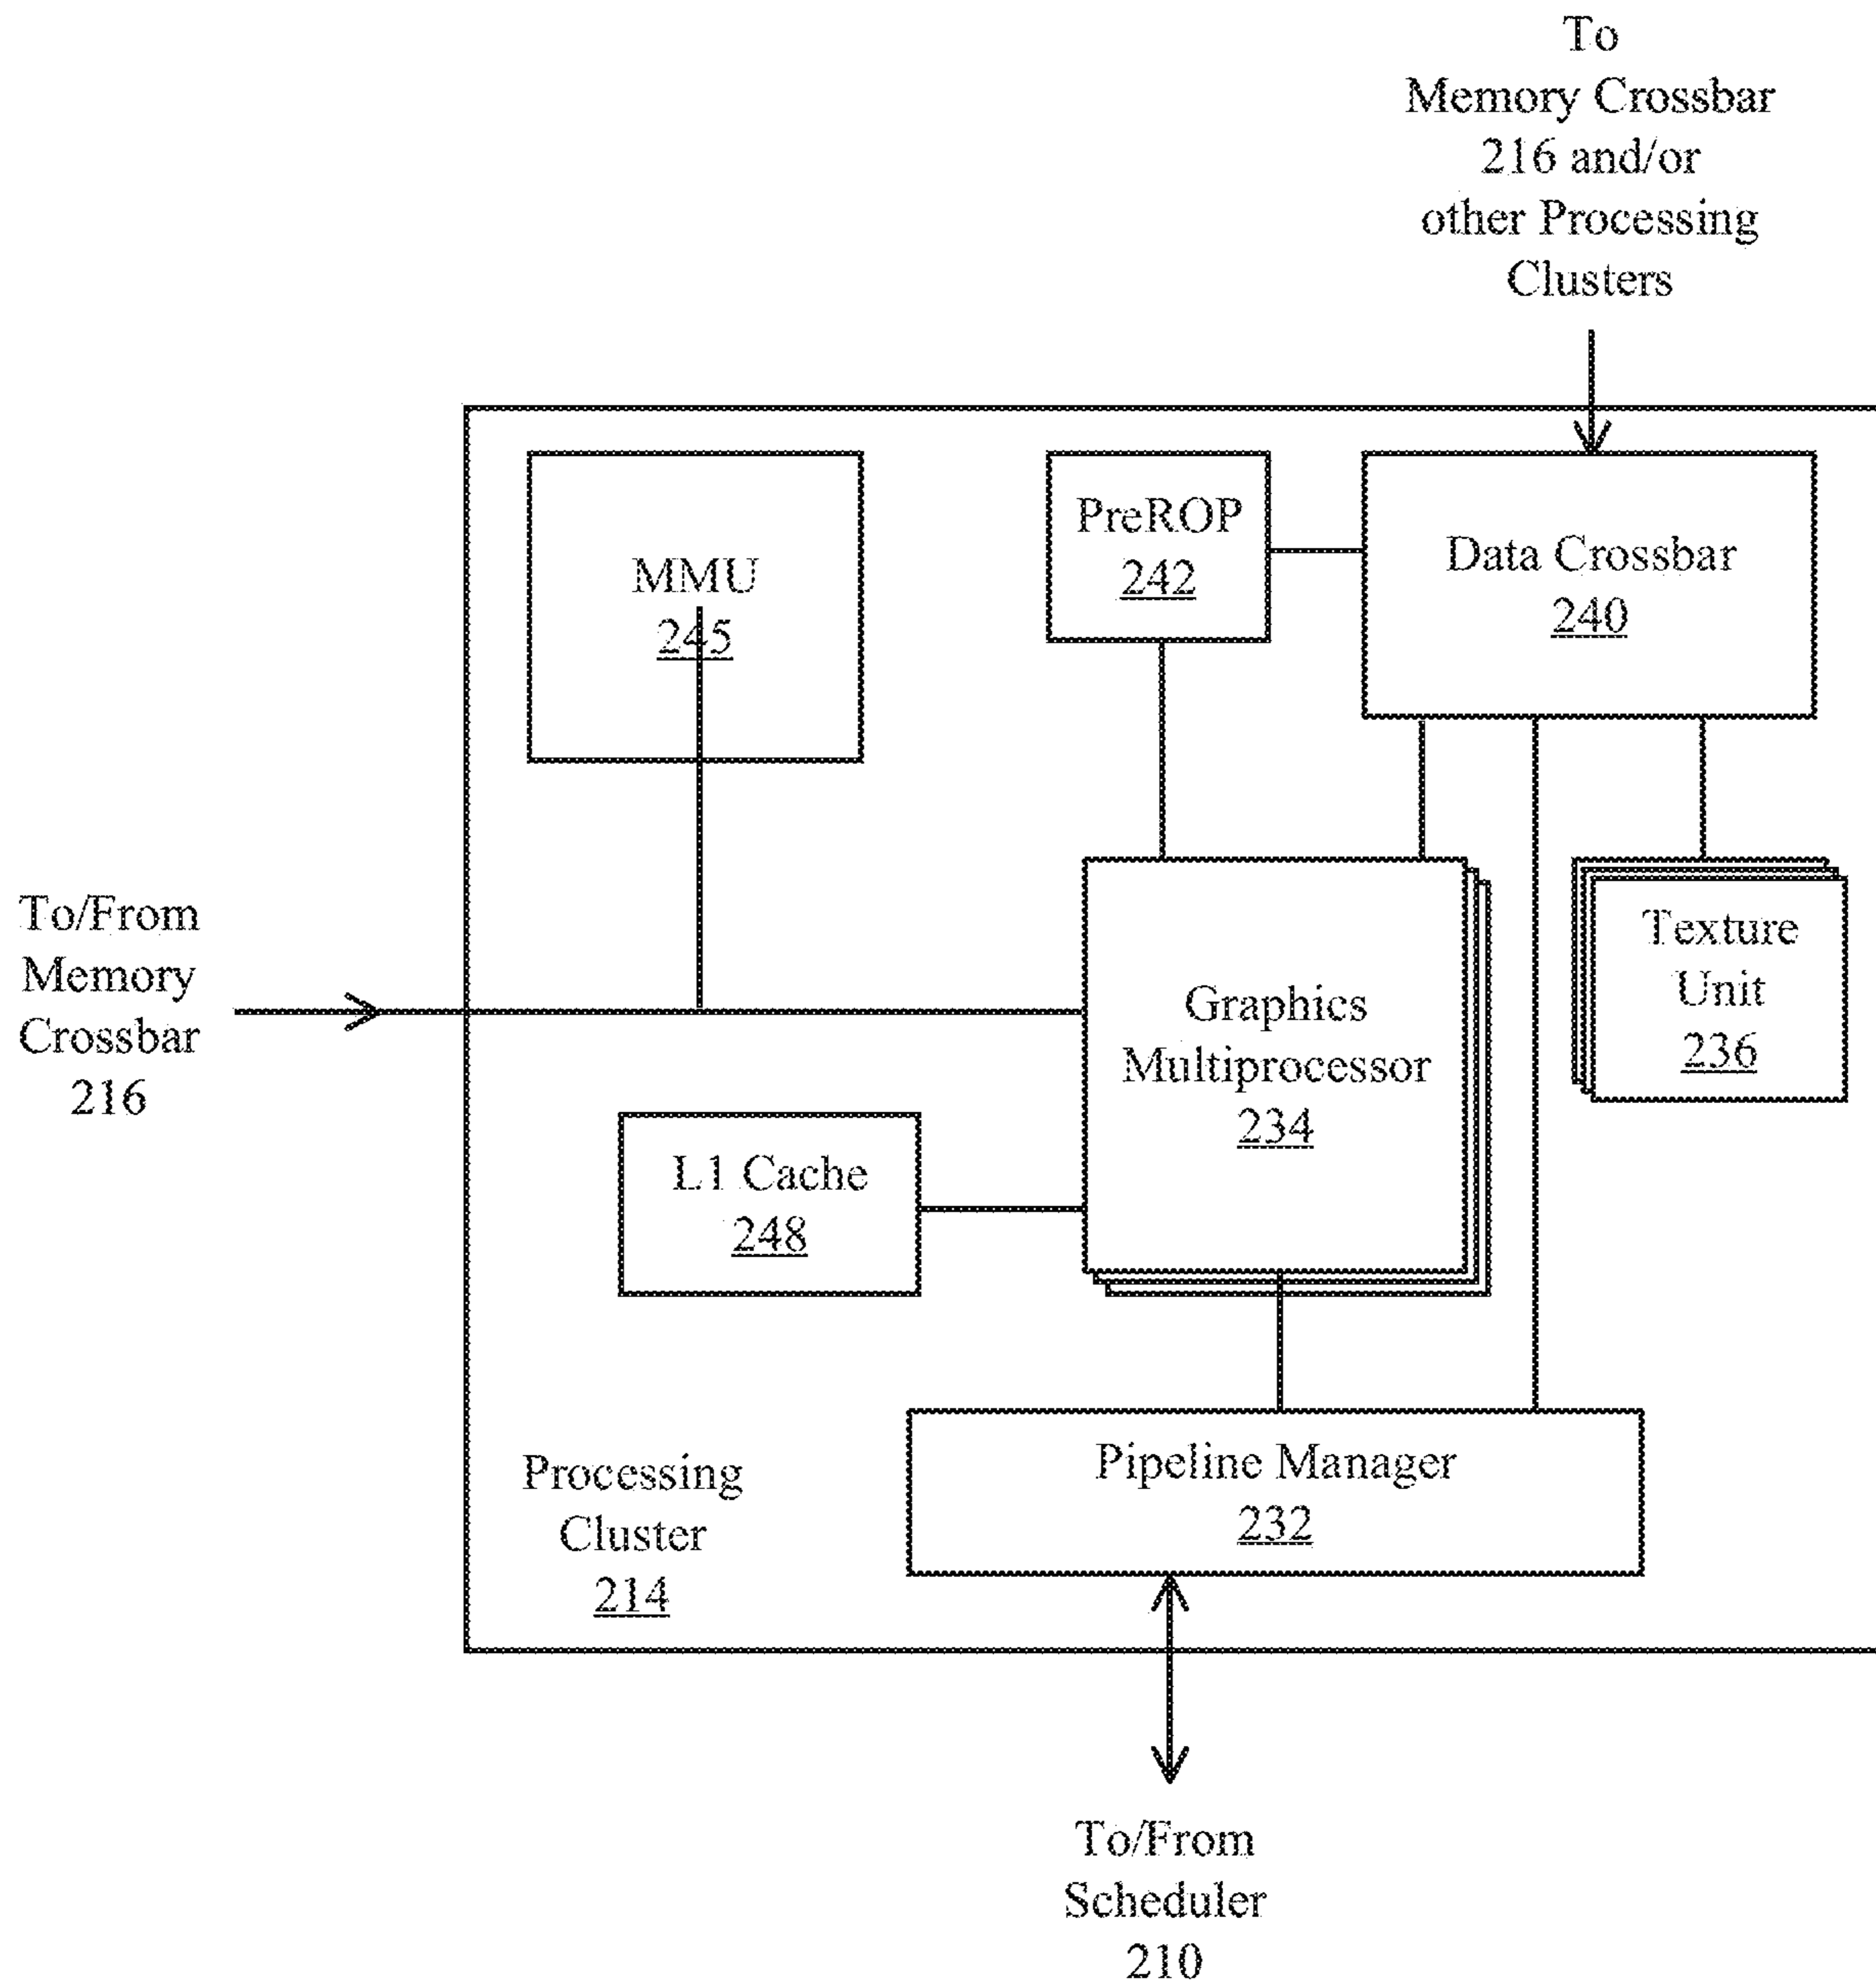 To
Memory Crossbar
216 and/or
other Processing
Clusters
MMU
245
PreROP
242
Data Crossbar
240
To/From
Memory
Crossbar
216
Graphics
Multiprocessor
234
Texture
Unit
236
L1 Cache
248
Processing
Cluster
214
Pipeline Manager
232
To/From
Scheduler
210